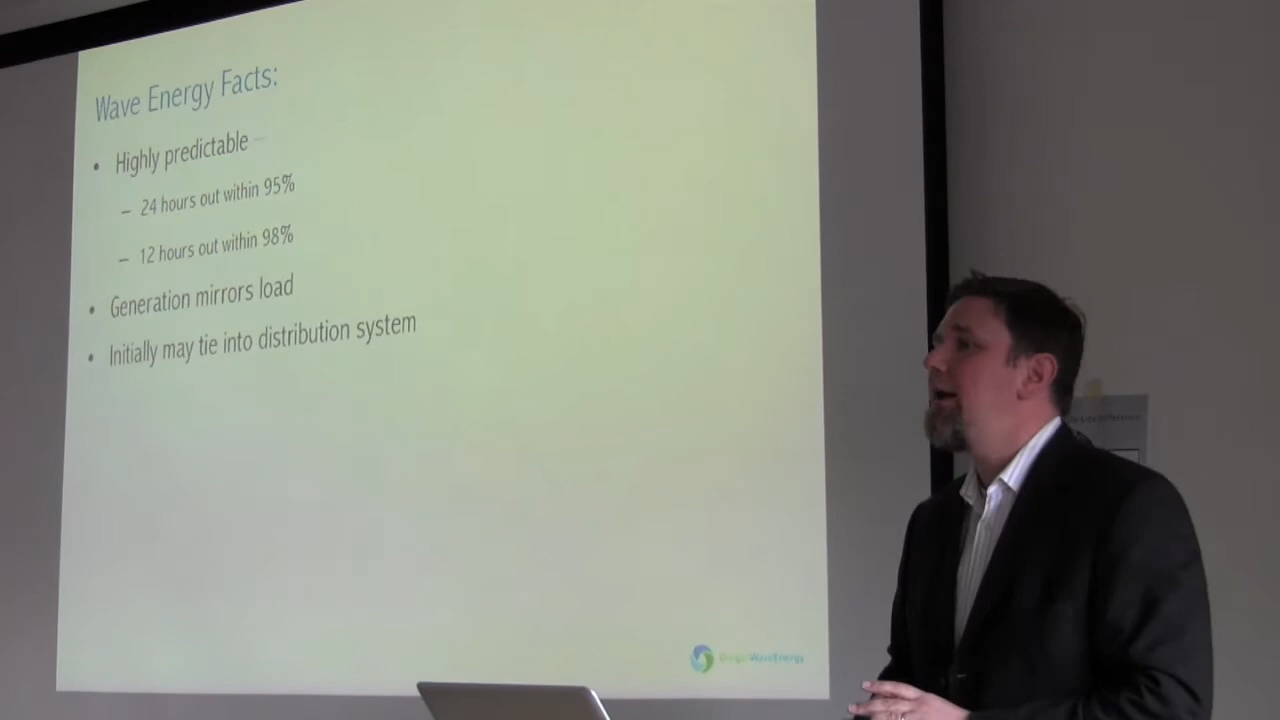 Wave Energy Facts:
• Highly predictable –
– 24 hours out within 95%
– 12 hours out within 98%
• Generation mirrors load
• Initially may tie into distribution system
OregonWaveEnergy